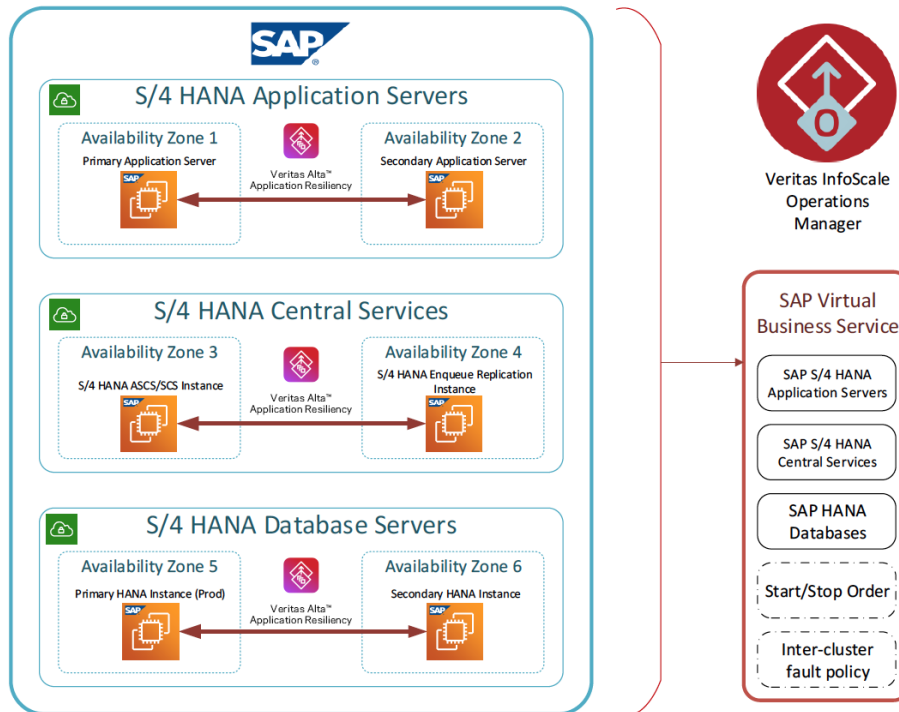 SAP
®
S/4 HANA Application Servers
Availability Zone 1
Primary Application Server
SAP
Veritas Alta™
Application Resiliency
Availability Zone 2
Secondary Application Server
SAP
S/4 HANA Central Services
Availability Zone 3
S/4 HANA ASCS/SCS Instance
SAP
Veritas Alta™
Application Resiliency
Availability Zone 4
S/4 HANA Enqueue Replication
Instance
SAP
S/4 HANA Database Servers
Availability Zone 5
Primary HANA Instance (Prod)
SAP
Veritas Alta™
Application Resiliency
Availability Zone 6
Secondary HANA Instance
SAP
Veritas InfoScale
Operations
Manager
SAP Virtual
Business Service
SAP S/4 HANA
Application Servers
SAP S/4 HANA
Central Services
SAP HANA
Databases
Start/Stop Order
Inter-cluster
fault policy